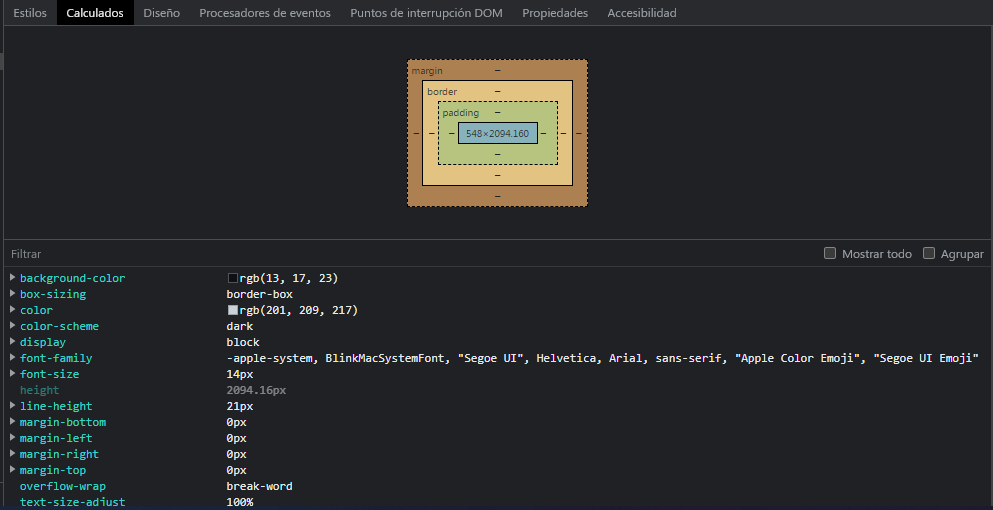 Estilos Calculados Diseño Procesadores de eventos Puntos de interrupción DOM Propiedades Accesibilidad
margin –
border –
padding –
– – – 548×2094.160 – – –
–
–
–
Filtrar Mostrar todo Agrupar
background-color rgb(13, 17, 23)
box-sizing border-box
color rgb(201, 209, 217)
color-scheme dark
display block
font-family -apple-system, BlinkMacSystemFont, "Segoe UI", Helvetica, Arial, sans-serif, "Apple Color Emoji", "Segoe UI Emoji"
font-size 14px
height 2094.16px
line-height 21px
margin-bottom 0px
margin-left 0px
margin-right 0px
margin-top 0px
overflow-wrap break-word
text-size-adjust 100%